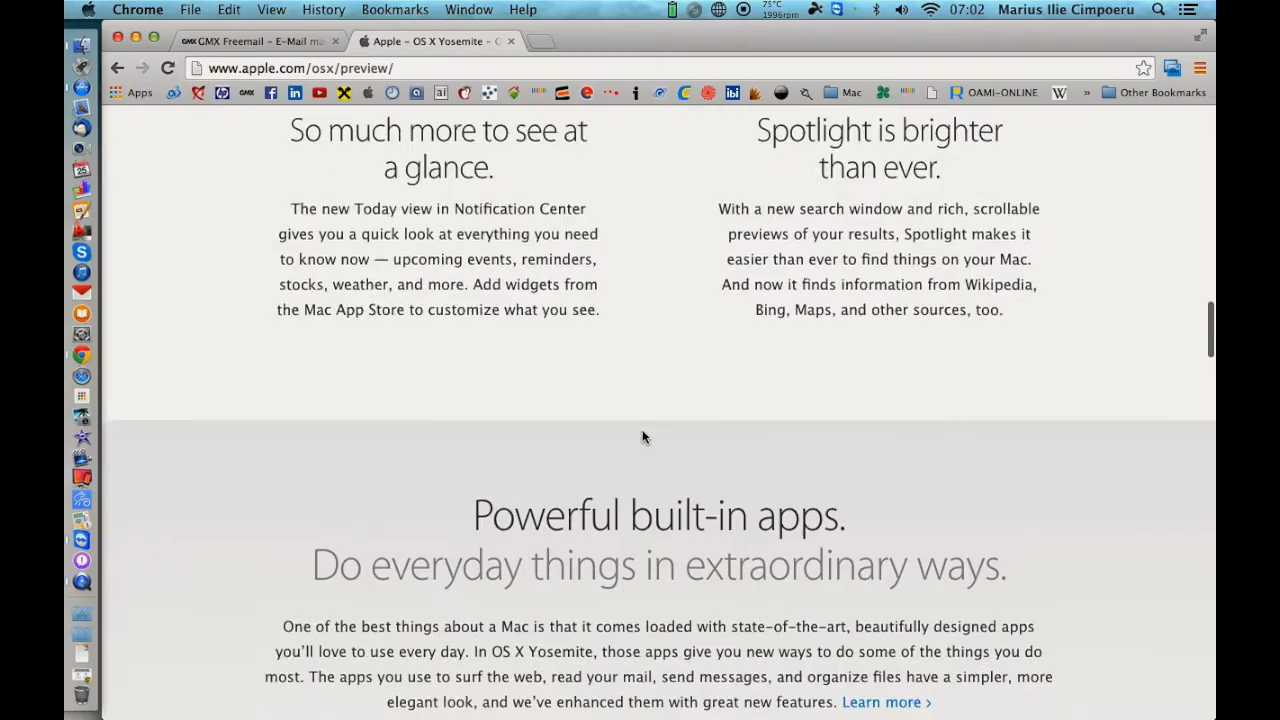 Chrome File Edit View History Bookmarks Window Help 75°C 1996rpm 07:02 Marius Ilie Cimpoeru
GMX Freemail – E-Mail ma
Apple – OS X Yosemite –
www.apple.com/osx/preview/
Apps GMX ai ibi Mac OAMI-ONLINE W » Other Bookmarks
So much more to see at
a glance.
The new Today view in Notification Center
gives you a quick look at everything you need
to know now — upcoming events, reminders,
stocks, weather, and more. Add widgets from
the Mac App Store to customize what you see.
Spotlight is brighter
than ever.
With a new search window and rich, scrollable
previews of your results, Spotlight makes it
easier than ever to find things on your Mac.
And now it finds information from Wikipedia,
Bing, Maps, and other sources, too.
Powerful built-in apps.
Do everyday things in extraordinary ways.
One of the best things about a Mac is that it comes loaded with state-of-the-art, beautifully designed apps
you'll love to use every day. In OS X Yosemite, those apps give you new ways to do some of the things you do
most. The apps you use to surf the web, read your mail, send messages, and organize files have a simpler, more
elegant look, and we've enhanced them with great new features. Learn more ›